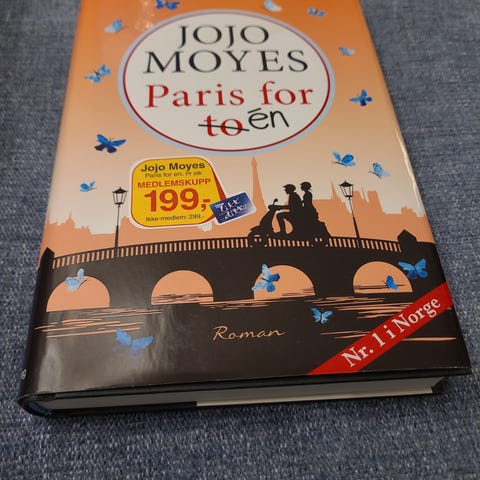 JOJO
MOYES
Paris for
to én
Jojo Moyes
Paris for en. Pr stk
MEDLEMSKUPP
199,-
Ikke-medlem: 299,-
Roman
Nr. 1 i Norge